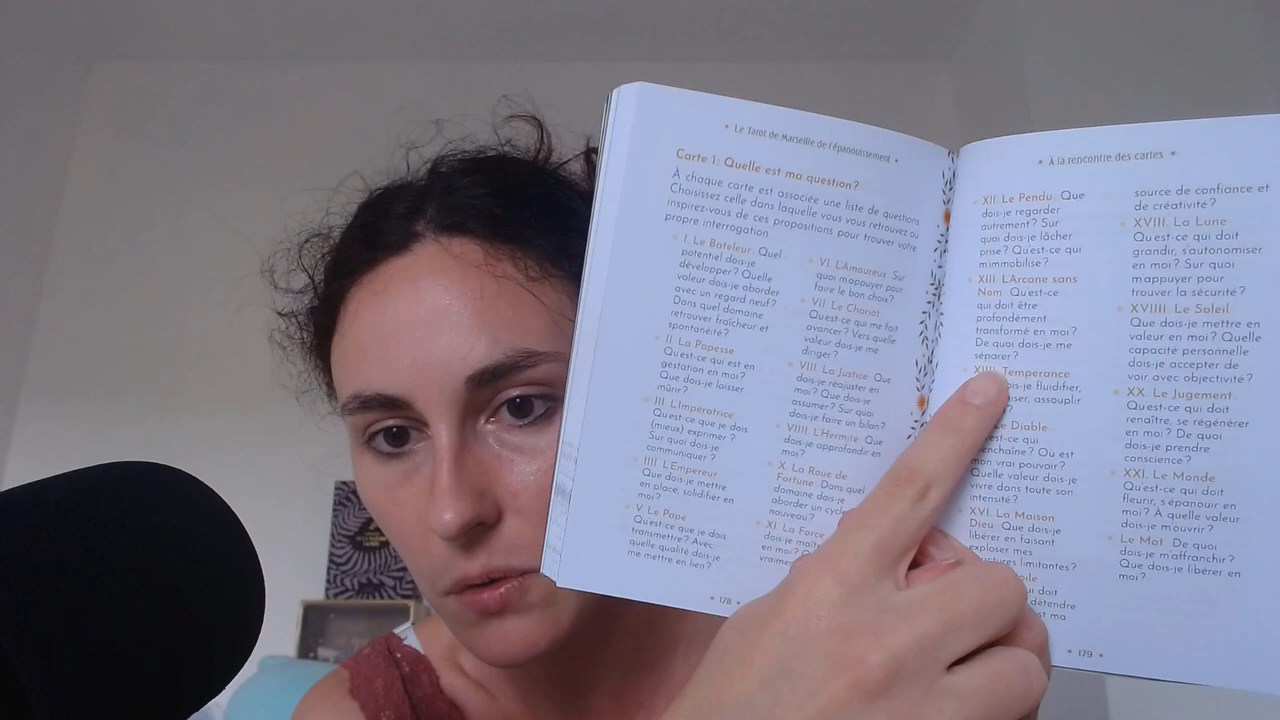 Le Tarot de Marseille de l'épanouissement
Carte 1: Quelle est ma question?
À chaque carte est associée une liste de questions
Choisissez celle dans laquelle vous vous retrouvez ou
inspirez-vous de ces propositions pour trouver votre
propre interrogation.
I. Le Bateleur Quel
potentiel dois-je
développer? Quelle
valeur dois-je aborder
avec un regard neuf?
Dans quel domaine
retrouver fraîcheur et
spontanéité?
II. La Papesse
Qu'est-ce qui est en
gestation en moi?
Que dois-je laisser
mûrir?
III. L'Impératrice
Qu'est-ce que je dois
(mieux) exprimer?
Sur quoi dois-je
communiquer?
IIII. L'Empereur
Que dois-je mettre
en place, solidifier en
moi?
V. Le Pape
Qu'est-ce que je dois
transmettre? Avec
quelle qualité dois-je
me mettre en lien?
VI. L'Amoureux Sur
quoi m'appuyer pour
faire le bon choix?
VII. Le Chariot
Qu'est-ce qui me fait
avancer? Vers quelle
valeur dois-je me
diriger?
VIII. La Justice Que
dois-je réajuster en
moi? Que dois-je
assumer? Sur quoi
dois-je faire un bilan?
VIIII. L'Hermite Que
dois-je approfondir en
moi?
X. La Roue de
Fortune Dans quel
domaine dois-je
aborder un cycle
nouveau?
XI. La Force
dois-je
en moi?
178
À la rencontre des cartes
XII. Le Pendu Que
dois-je regarder
autrement? Sur
quoi dois-je lâcher
prise? Qu'est-ce qui
m'immobilise?
XIII. L'Arcane sans
Nom Qu'est-ce
qui doit être
profondément
transformé en moi?
De quoi dois-je me
séparer?
XIIII. Tempérance
fluidifier,
assouplir
?
Le Diable
qui
Où est
mon vrai pouvoir?
Quelle valeur dois-je
vivre dans toute son
intensité?
XVI. La Maison
Dieu Que dois-je
libérer en faisant
exploser mes
limitantes?
doit
ma
source de confiance et
de créativité?
XVIII. La Lune
Qu'est-ce qui doit
grandir, s'autonomiser
en moi? Sur quoi
m'appuyer pour
trouver la sécurité?
XVIIII. Le Soleil
Que dois-je mettre en
valeur en moi? Quelle
capacité personnelle
dois-je accepter de
voir avec objectivité?
XX. Le Jugement
Qu'est-ce qui doit
renaître, se régénérer
en moi? De quoi
dois-je prendre
conscience?
XXI. Le Monde
Qu'est-ce qui doit
fleurir, s'épanouir en
moi? À quelle valeur
dois-je m'ouvrir?
Le Mat De quoi
dois-je m'affranchir?
Que dois-je libérer en
moi?
179